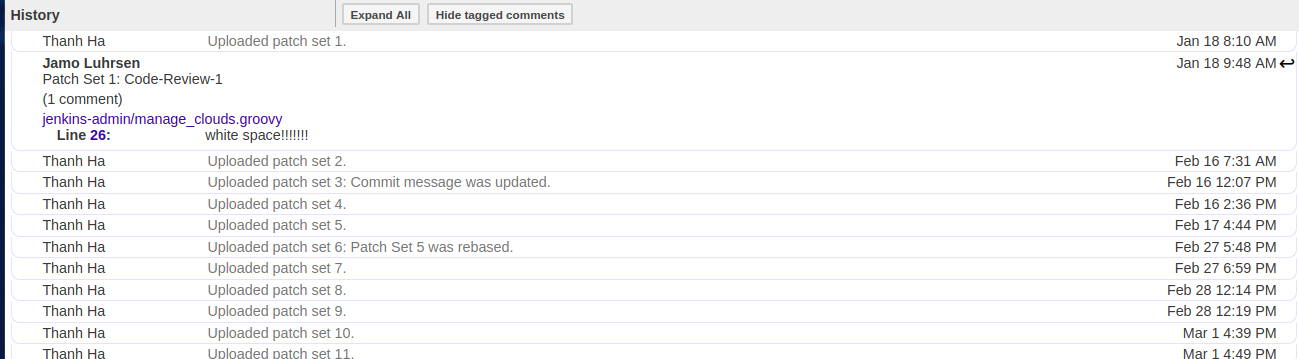 History Expand All Hide tagged comments
Thanh Ha Uploaded patch set 1. Jan 18 8:10 AM
Jamo Luhrsen Jan 18 9:48 AM
Patch Set 1: Code-Review-1
(1 comment)
jenkins-admin/manage_clouds.groovy
Line 26: white space!!!!!!!
Thanh Ha Uploaded patch set 2. Feb 16 7:31 AM
Thanh Ha Uploaded patch set 3: Commit message was updated. Feb 16 12:07 PM
Thanh Ha Uploaded patch set 4. Feb 16 2:36 PM
Thanh Ha Uploaded patch set 5. Feb 17 4:44 PM
Thanh Ha Uploaded patch set 6: Patch Set 5 was rebased. Feb 27 5:48 PM
Thanh Ha Uploaded patch set 7. Feb 27 6:59 PM
Thanh Ha Uploaded patch set 8. Feb 28 12:14 PM
Thanh Ha Uploaded patch set 9. Feb 28 12:19 PM
Thanh Ha Uploaded patch set 10. Mar 1 4:39 PM
Thanh Ha Uploaded patch set 11. Mar 1 4:49 PM